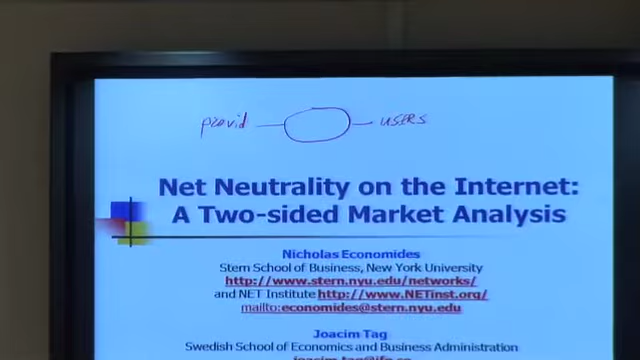 provid — USERS
Net Neutrality on the Internet:
A Two-sided Market Analysis
Nicholas Economides
Stern School of Business, New York University
http://www.stern.nyu.edu/networks/
and NET Institute http://www.NETinst.org/
mailto:economides@stern.nyu.edu
Joacim Tag
Swedish School of Economics and Business Administration